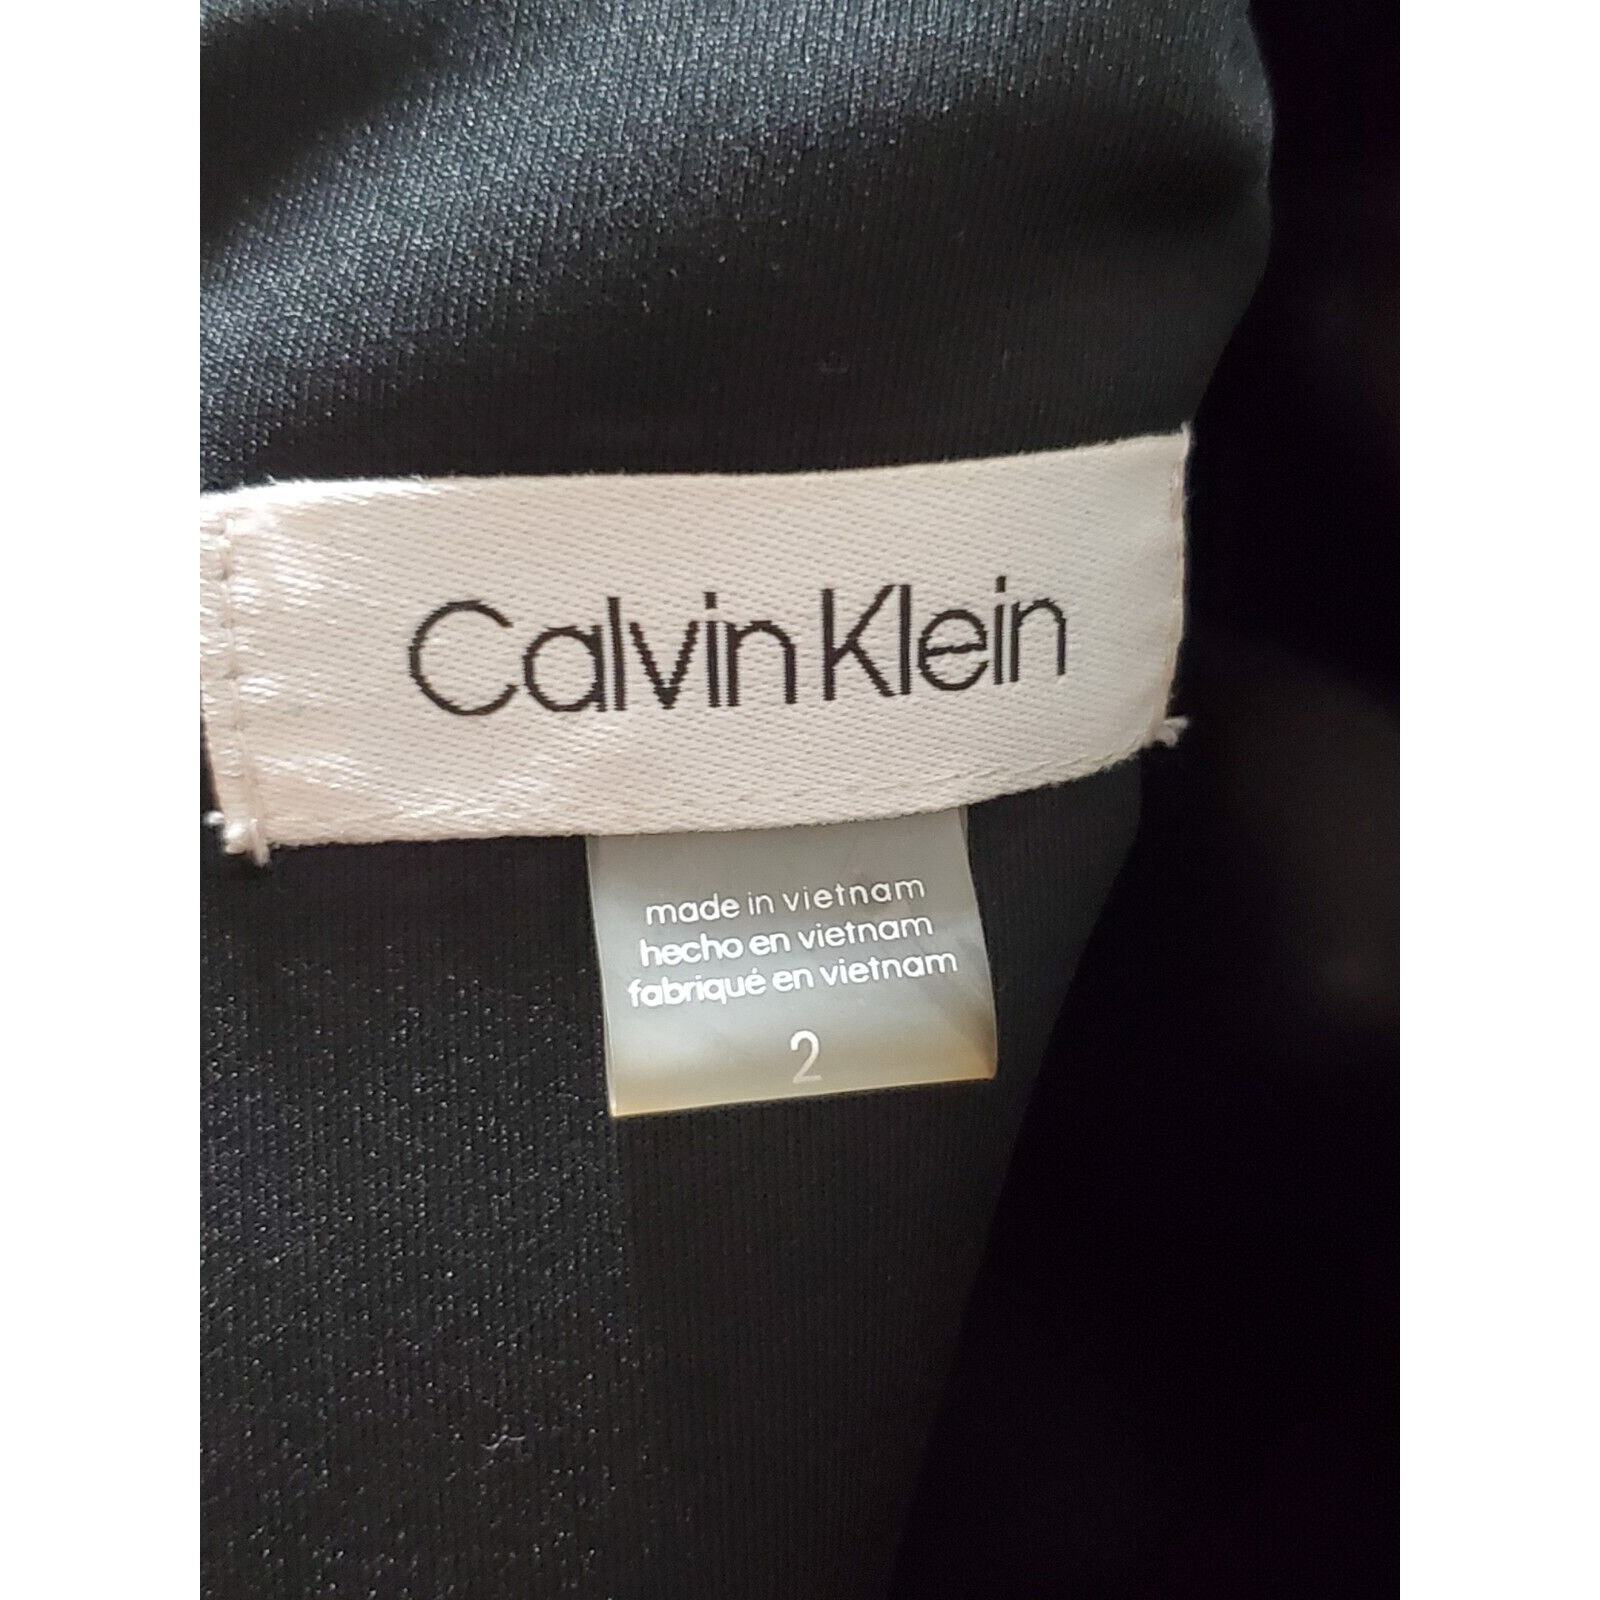 Calvin Klein
made in vietnam
hecho en vietnam
fabriqué en vietnam
2